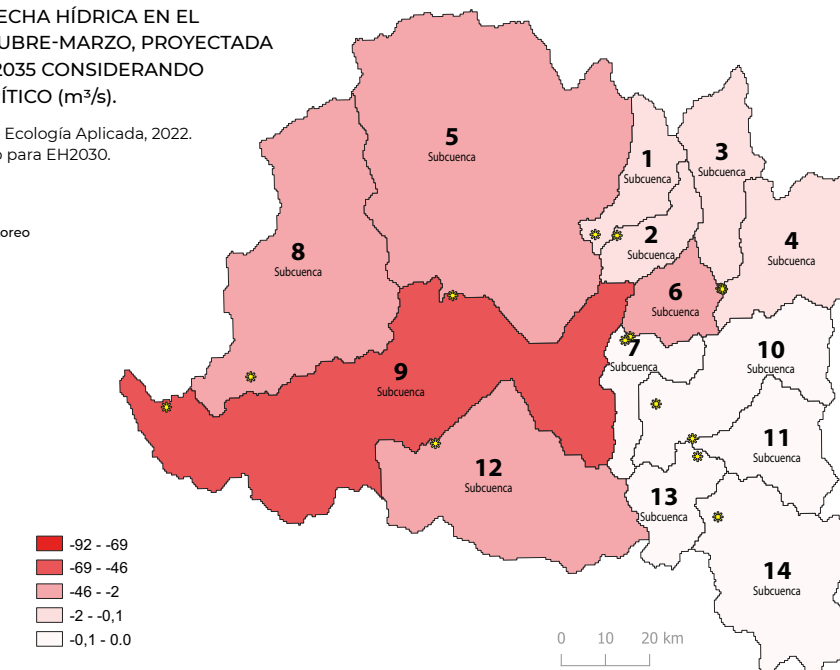 ECHA HÍDRICA EN EL
UBRE-MARZO, PROYECTADA
2035 CONSIDERANDO
ÍTICO (m³/s).
Ecología Aplicada, 2022.
o para EH2030.
oreo
5
Subcuenca
1
Subcuenca
3
Subcuenca
2
Subcuenca
4
Subcuenca
8
Subcuenca
6
Subcuenca
7
Subcuenca
10
Subcuenca
9
Subcuenca
11
Subcuenca
12
Subcuenca
13
Subcuenca
14
Subcuenca
-92 - -69
-69 - -46
-46 - -2
-2 - -0,1
-0,1 - 0.0
0 10 20 km